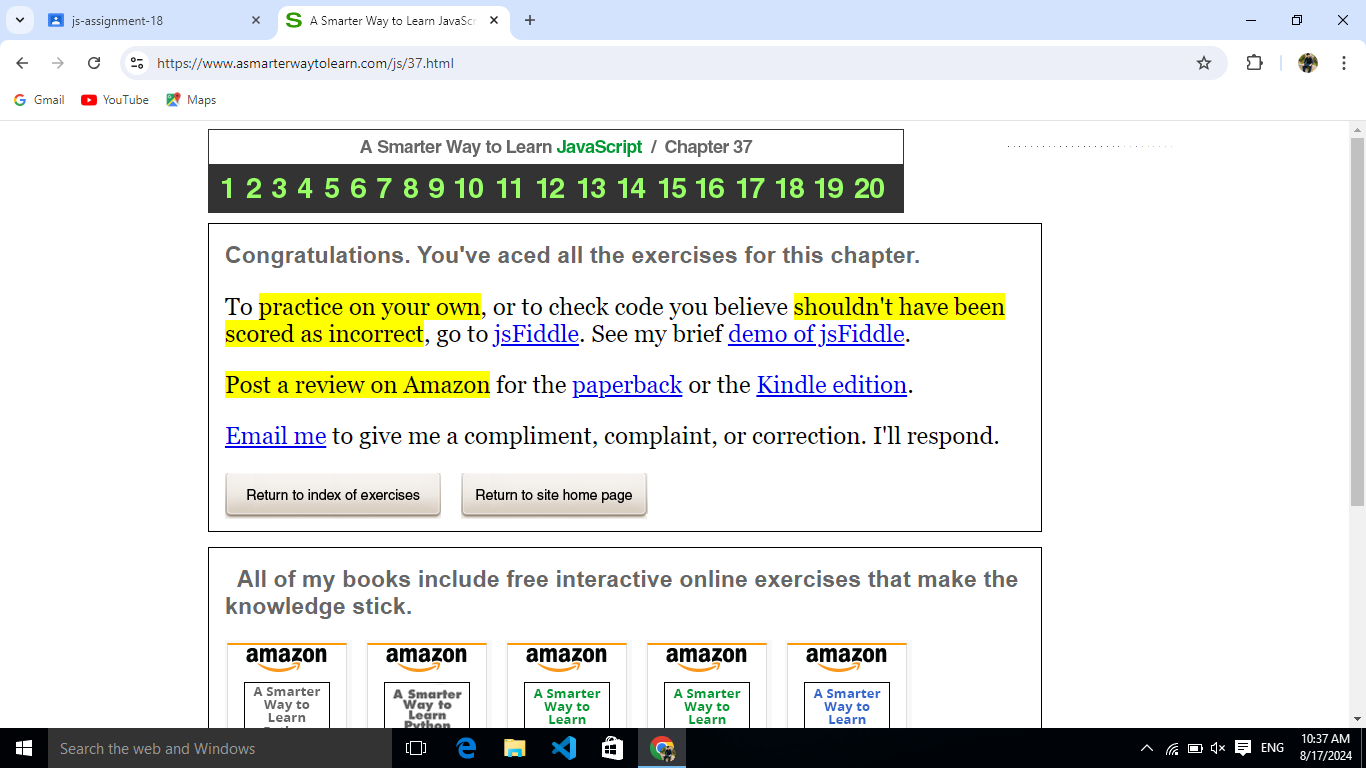 js-assignment-18
A Smarter Way to Learn JavaSc
https://www.asmarterwaytolearn.com/js/37.html
Gmail YouTube Maps
A Smarter Way to Learn JavaScript / Chapter 37
1 2 3 4 5 6 7 8 9 10 11 12 13 14 15 16 17 18 19 20
Congratulations. You've aced all the exercises for this chapter.
To practice on your own, or to check code you believe shouldn't have been
scored as incorrect, go to jsFiddle. See my brief demo of jsFiddle.
Post a review on Amazon for the paperback or the Kindle edition.
Email me to give me a compliment, complaint, or correction. I'll respond.
Return to index of exercises Return to site home page
All of my books include free interactive online exercises that make the
knowledge stick.
amazon amazon amazon amazon amazon
A Smarter A Smarter A Smarter A Smarter A Smarter
Way to Way to Way to Way to Way to
Learn Learn Learn Learn Learn
Python
Search the web and Windows
ENG
10:37 AM
8/17/2024